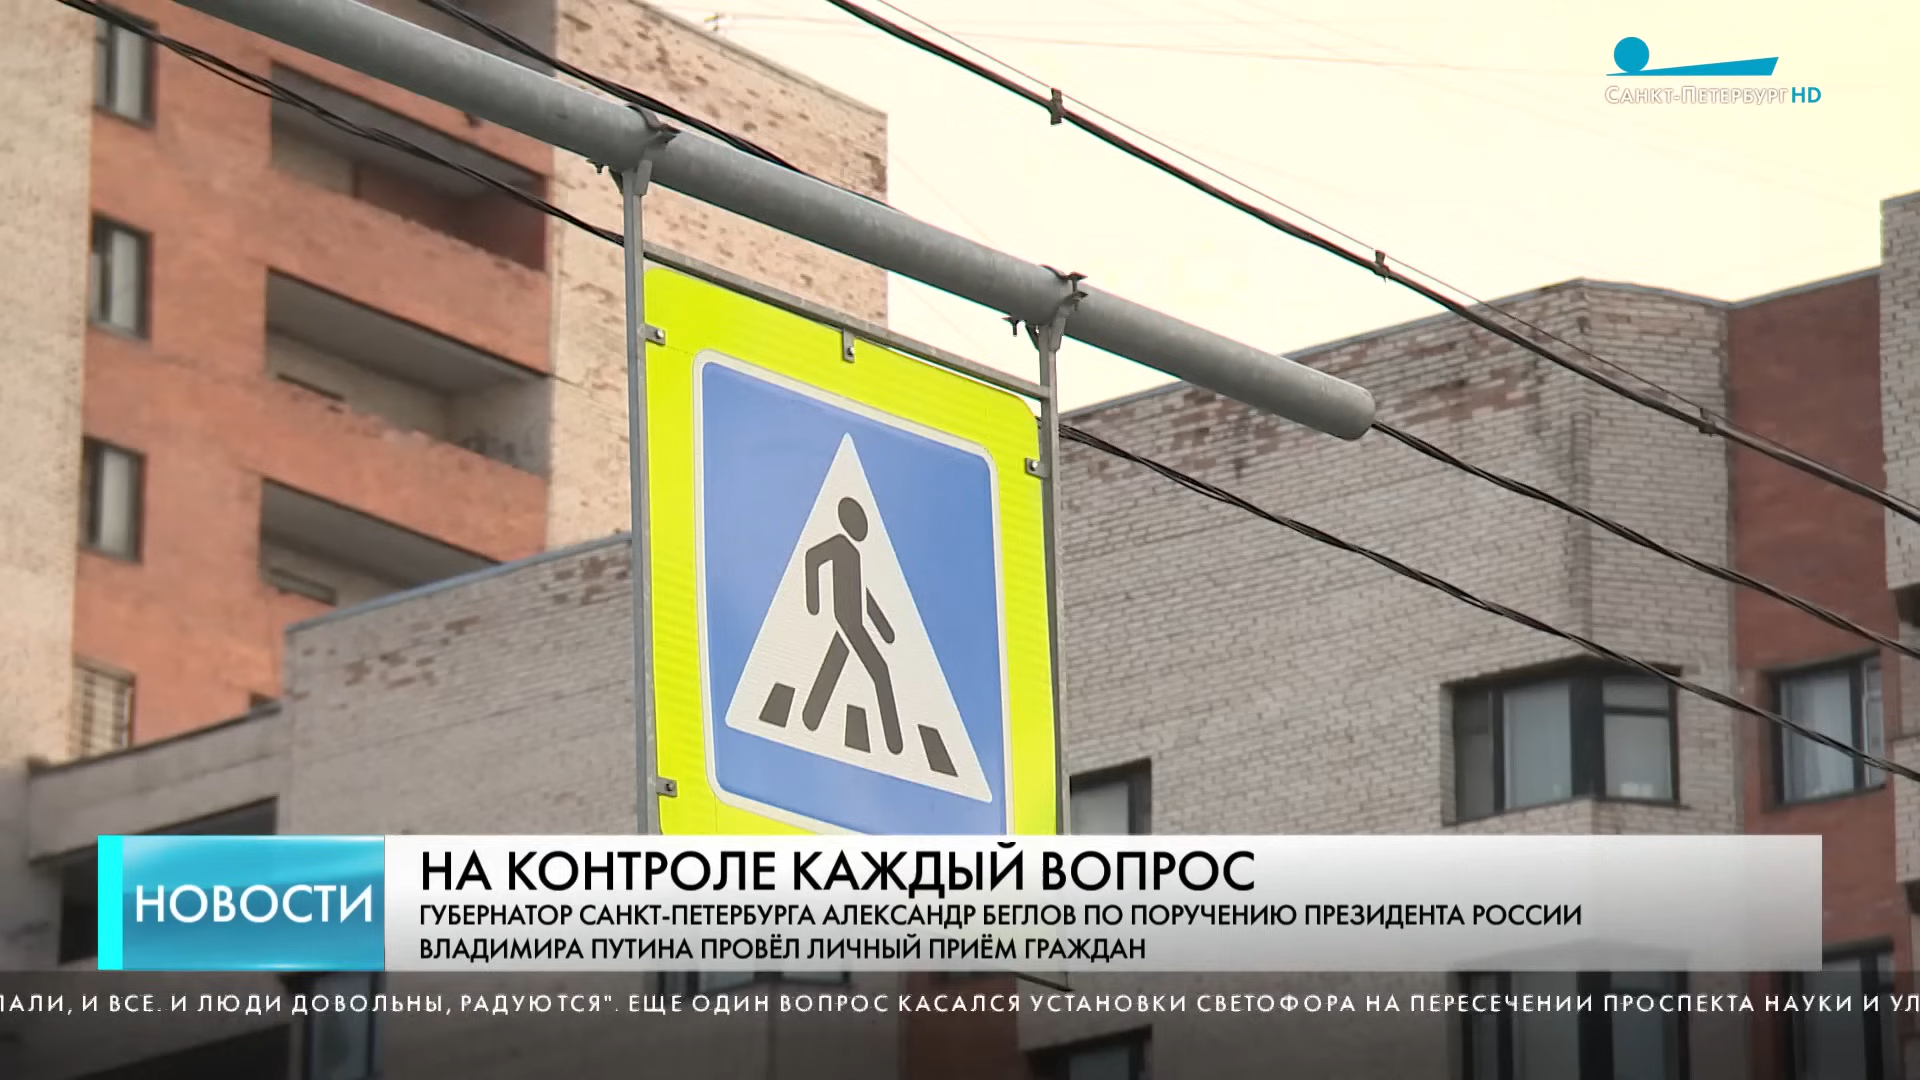 САНКТ-ПЕТЕРБУРГ HD
НОВОСТИ
НА КОНТРОЛЕ КАЖДЫЙ ВОПРОС
ГУБЕРНАТОР САНКТ-ПЕТЕРБУРГА АЛЕКСАНДР БЕГЛОВ ПО ПОРУЧЕНИЮ ПРЕЗИДЕНТА РОССИИ
ВЛАДИМИРА ПУТИНА ПРОВЁЛ ЛИЧНЫЙ ПРИЁМ ГРАЖДАН
ПАЛИ, И ВСЕ. И ЛЮДИ ДОВОЛЬНЫ, РАДУЮТСЯ". ЕЩЕ ОДИН ВОПРОС КАСАЛСЯ УСТАНОВКИ СВЕТОФОРА НА ПЕРЕСЕЧЕНИИ ПРОСПЕКТА НАУКИ И УЛ